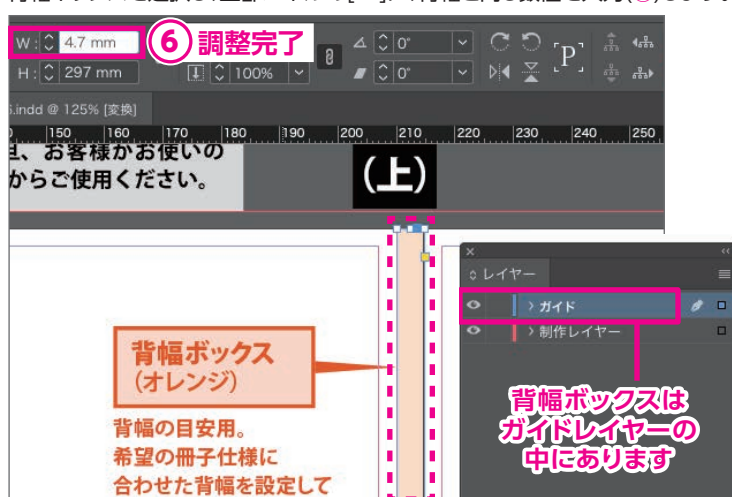 W: 4.7 mm
⑥ 調整完了
0°
H: 297 mm
100%
0°
P
.indd @ 125% [変換]
150 160 170 180 190 200 210 220 230 240 250
旦、お客様がお使いの
からご使用ください。
(上)
レイヤー
ガイド
制作レイヤー
背幅ボックス
(オレンジ)
背幅ボックスは
ガイドレイヤーの
中にあります
背幅の目安用。
希望の冊子仕様に
合わせた背幅を設定して